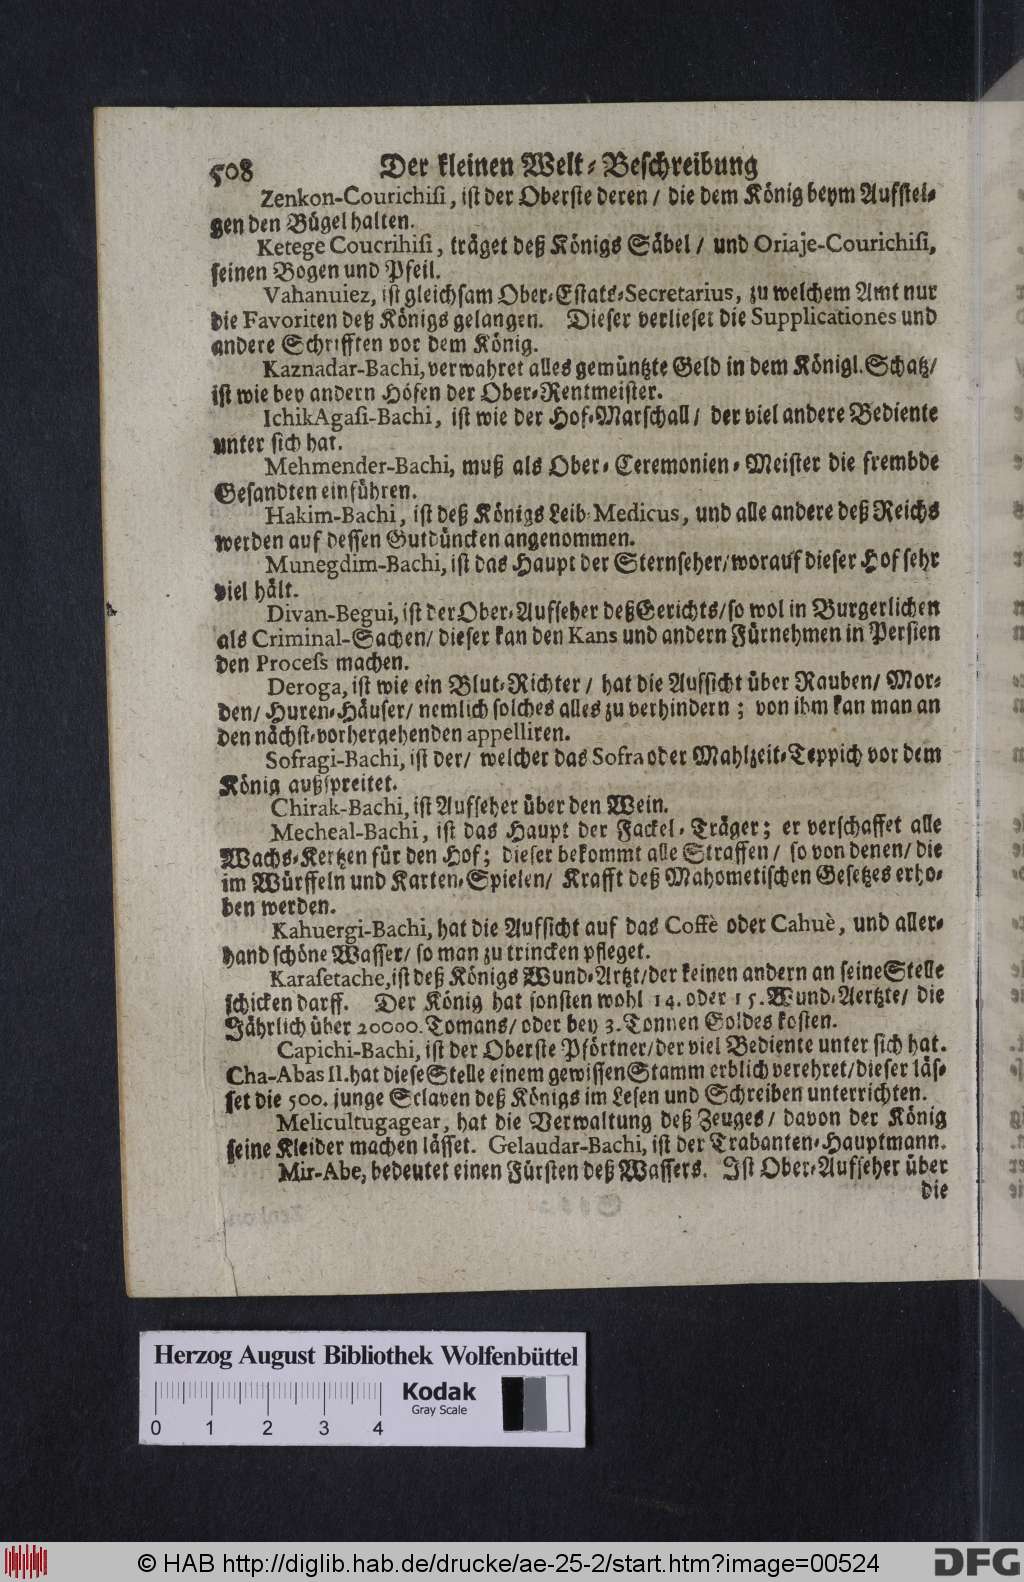 508 Der kleinen Welt-Beschreibung
Zenkon-Courichisi, ist der Oberste deren / die dem König beym Aufstei-
gen den Bügel halten.
Ketege Coucrihisi, träget deß Königs Säbel / und Oriaje-Courichisi,
seinen Bogen und Pfeil.
Vahanuiez, ist gleichsam Ober-Estats-Secretarius, zu welchem Amt nur
die Favoriten deß Königs gelangen. Dieser verlieset die Supplicationes und
andere Schrifften vor dem König.
Kaznadar-Bachi, verwahret alles gemüntzte Geld in dem Königl. Schatz/
ist wie bey andern Höfen der Ober-Rentmeister.
IchikAgasi-Bachi, ist wie der Hof-Marschall / der viel andere Bediente
unter sich hat.
Mehmender-Bachi, muß als Ober-Ceremonien-Meister die frembde
Gesandten einführen.
Hakim-Bachi, ist deß Königs Leib-Medicus, und alle andere deß Reichs
werden auf dessen Gutdüncken angenommen.
Munegdim-Bachi, ist das Haupt der Sternseher/ worauf dieser Hof sehr
viel hält.
Divan-Begui, ist der Ober-Aufseher deß Gerichts/ so wol in Burgerlichen
als Criminal-Sachen/ dieser kan den Kans und andern Fürnehmen in Persien
den Process machen.
Deroga, ist wie ein Blut-Richter / hat die Aufsicht über Rauben/ Mor-
den/ Huren-Häuser/ nemlich solches alles zu verhindern ; von ihm kan man an
den nächst-vorhergehenden appelliren.
Sofragi-Bachi, ist der/ welcher das Sofra oder Mahlzeit-Teppich vor dem
König außspreitet.
Chirak-Bachi, ist Aufseher über den Wein.
Mecheal-Bachi, ist das Haupt der Fackel-Träger; er verschaffet alle
Wachs-Kertzen für den Hof; dieser bekommt alle Straffen / so von denen/ die
im Würffeln und Karten-Spielen/ Krafft deß Mahometischen Gesetzes erho-
ben werden.
Kahuergi-Bachi, hat die Aufsicht auf das Coffè oder Cahuè, und aller-
hand schöne Wasser/ so man zu trincken pfleget.
Karasetache, ist deß Königs Wund-Artzt/ der keinen andern an seine Stelle
schicken darff. Der König hat sonsten wohl 14. oder 15. Wund-Aertzte/ die
Jährlich über 20000. Tomans/ oder bey 3. Tonnen Goldes kosten.
Capichi-Bachi, ist der Oberste Pförtner/ der viel Bediente unter sich hat.
Cha-Abas II. hat diese Stelle einem gewissen Stamm erblich verehret/ dieser läs-
set die 500. junge Sclaven deß Königs im Lesen und Schreiben unterrichten.
Melicultugagear, hat die Verwaltung deß Zeuges/ davon der König
seine Kleider machen lässet. Gelaudar-Bachi, ist der Trabanten-Hauptmann.
Mir-Abe, bedeutet einen Fürsten deß Wassers. Ist Ober-Aufseher über
die
Herzog August Bibliothek Wolfenbüttel
Kodak
Gray Scale
0 1 2 3 4
© HAB http://diglib.hab.de/drucke/ae-25-2/start.htm?image=00524
DFG